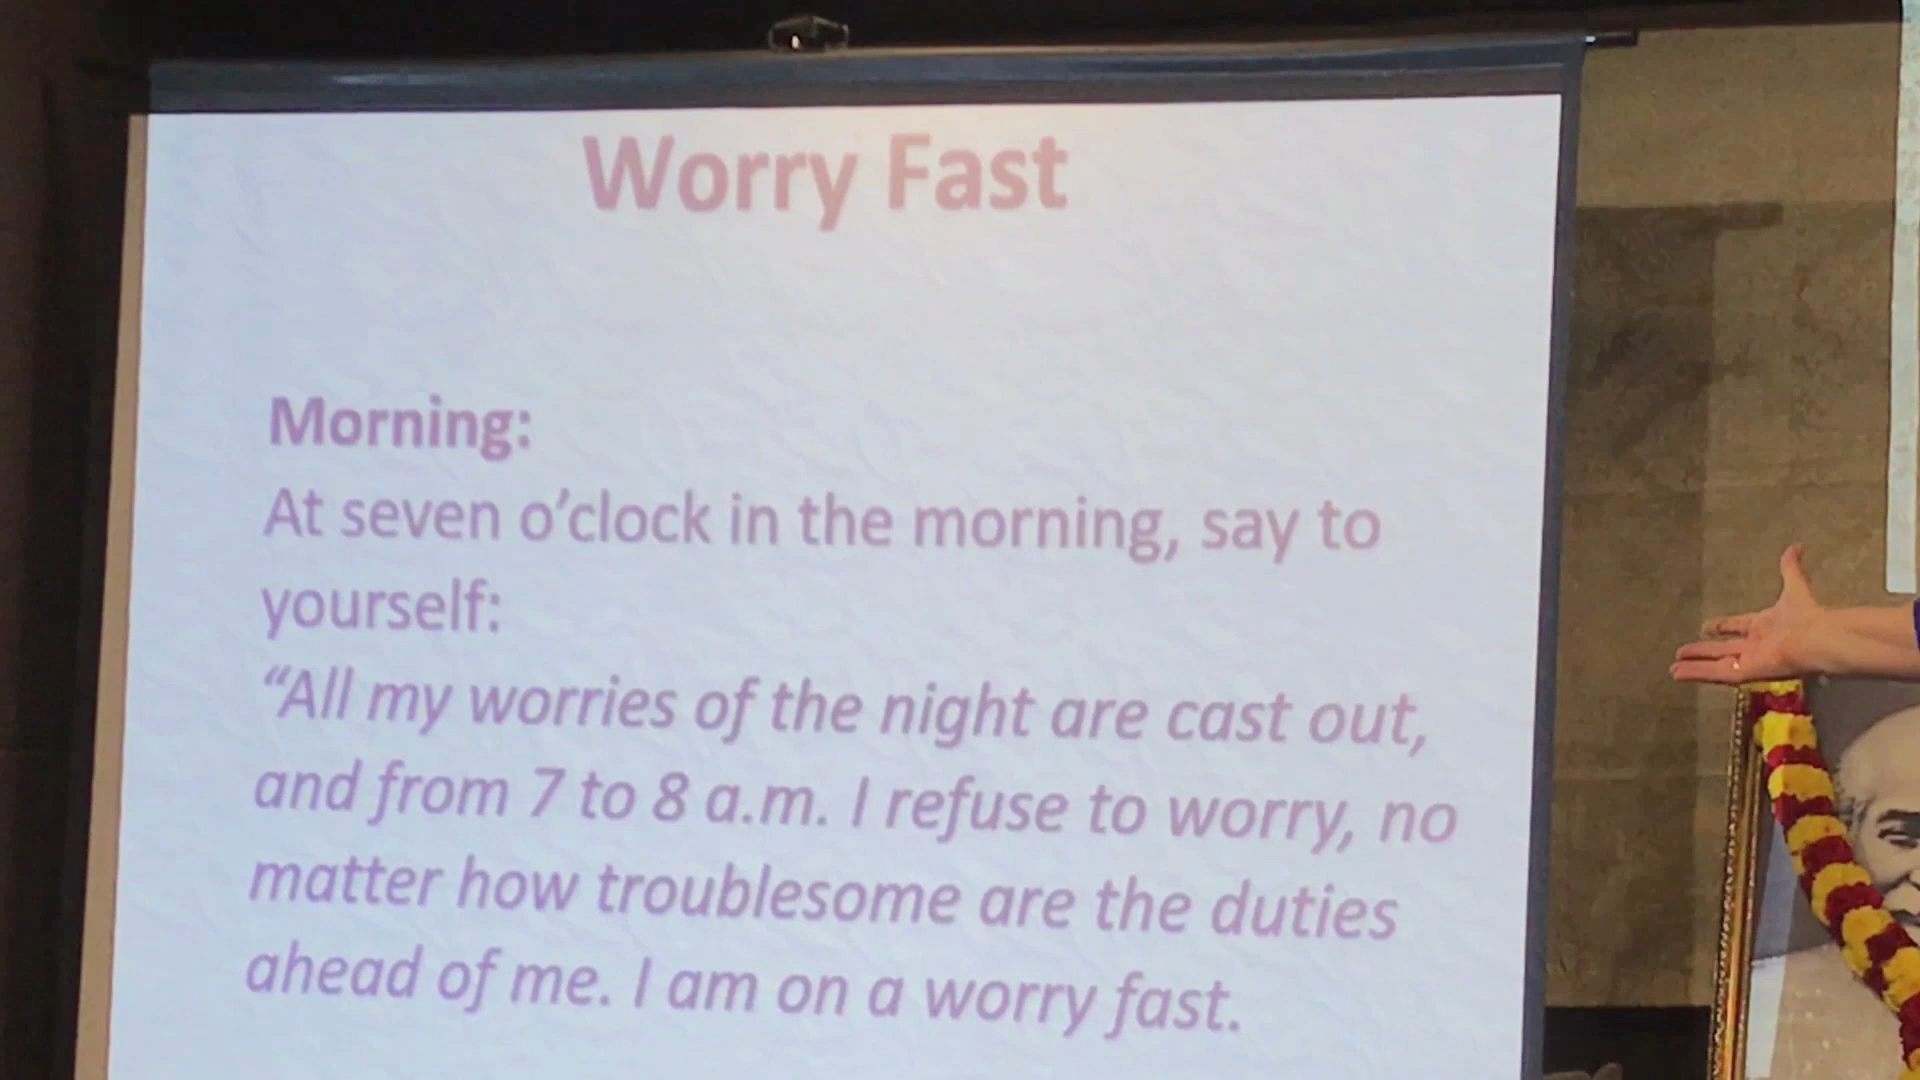 Worry Fast
Morning:
At seven o’clock in the morning, say to
yourself:
“All my worries of the night are cast out,
and from 7 to 8 a.m. I refuse to worry, no
matter how troublesome are the duties
ahead of me. I am on a worry fast.